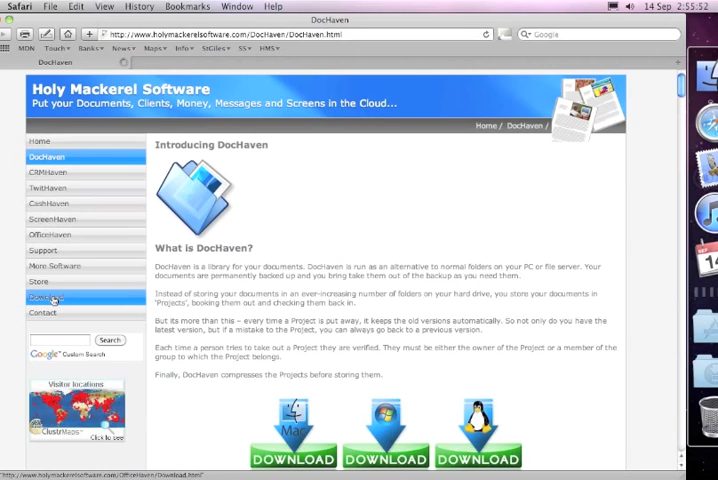 Safari File Edit View History Bookmarks Window Help 14 Sep 2:55:52
DocHaven
http://www.holymackerelsoftware.com/DocHaven/DocHaven.html
Google
MDN Touch Banks News Maps Info StGiles SS HMS
DocHaven
Holy Mackerel Software
Put your Documents, Clients, Money, Messages and Screens in the Cloud...
Home / DocHaven /
Home
DocHaven
CRMHaven
TwitHaven
CashHaven
ScreenHaven
OfficeHaven
Support
More Software
Store
Contact
Search
Google™ Custom Search
Visitor locations
ClustrMaps™
Click to see
Introducing DocHaven
What is DocHaven?
DocHaven is a library for your documents. DocHaven is run as an alternative to normal folders on your PC or file server. Your
documents are permanently backed up and you bring take them out of the backup as you need them.
Instead of storing your documents in an ever-increasing number of folders on your hard drive, you store your documents in
'Projects', booking them out and checking them back in.
But its more than this – every time a Project is put away, it keeps the old versions automatically. So not only do you have the
latest version, but if a mistake to the Project, you can always go back to a previous version.
Each time a person tries to take out a Project they are verified. They must be either the owner of the Project or a member of the
group to which the Project belongs.
Finally, DocHaven compresses the Projects before storing them.
Mac
DOWNLOAD DOWNLOAD DOWNLOAD
"http://www.holymackerelsoftware.com/OfficeHaven/Download.html"
14